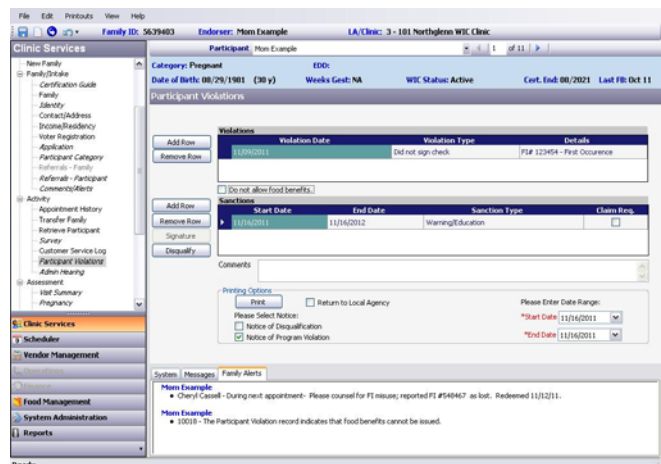 File Edit Printouts View Help
Family ID: 5639403 Endorser: Mom Example LA/Clinic: 3 - 101 Northglenn WIC Clinic
Clinic Services
Participant Mom Example 1 of 11
New Family
Family/Intake
Certification Guide
Family
Identity
Contact/Address
Income/Residency
Voter Registration
Application
Participant Category
Referrals - Family
Referrals - Participant
Comments/Alerts
Activity
Appointment History
Transfer Family
Retrieve Participant
Survey
Customer Service Log
Participant Violations
Admin Hearing
Assessment
Visit Summary
Pregnancy
Clinic Services
Scheduler
Vendor Management
Operations
Finance
Food Management
System Administration
Reports
Category: Pregnant EDD:
Date of Birth: 08/29/1981 (30 y) Weeks Gest: NA WIC Status: Active Cert. End: 08/2021 Last FB: Oct 11
Participant Violations
Violations
Violation Date Violation Type Details
Add Row
11/09/2011 Did not sign check FI# 123454 - First Occurence
Remove Row
Do not allow food benefits.
Sanctions
Start Date End Date Sanction Type Claim Req.
Add Row
11/16/2011 11/16/2012 Warning/Education
Remove Row
Signature
Disqualify
Comments
Printing Options
Print Return to Local Agency Please Enter Date Range:
Please Select Notice: *Start Date 11/16/2011
Notice of Disqualification
Notice of Program Violation *End Date 11/16/2011
System Messages Family Alerts
Mom Example
• Cheryl Cassell - During next appointment- Please counsel for FI misuse; reported FI #548467 as lost. Redeemed 11/12/11.
Mom Example
• 10018 - The Participant Violation record indicates that food benefits cannot be issued.
Ready